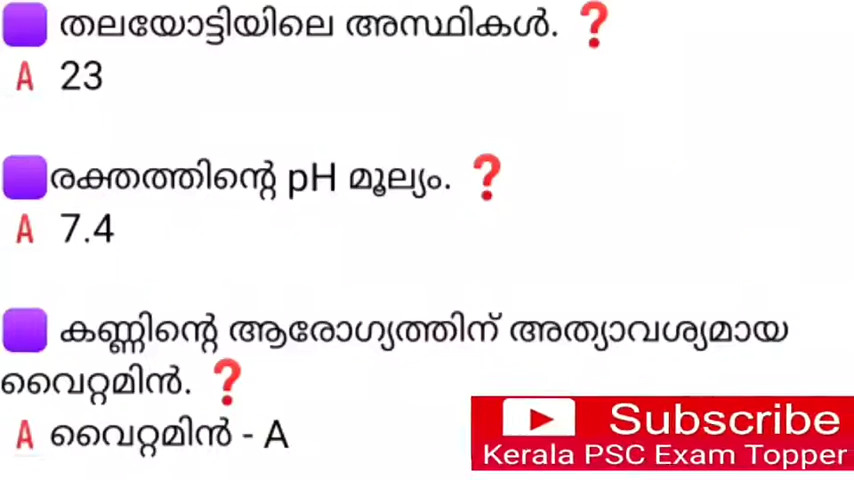 തലയോട്ടിയിലെ അസ്ഥികൾ. ❓
A 23
രക്തത്തിന്റെ pH മൂല്യം. ❓
A 7.4
കണ്ണിന്റെ ആരോഗ്യത്തിന് അത്യാവശ്യമായ
വൈറ്റമിൻ. ❓
A വൈറ്റമിൻ - A
Subscribe
Kerala PSC Exam Topper